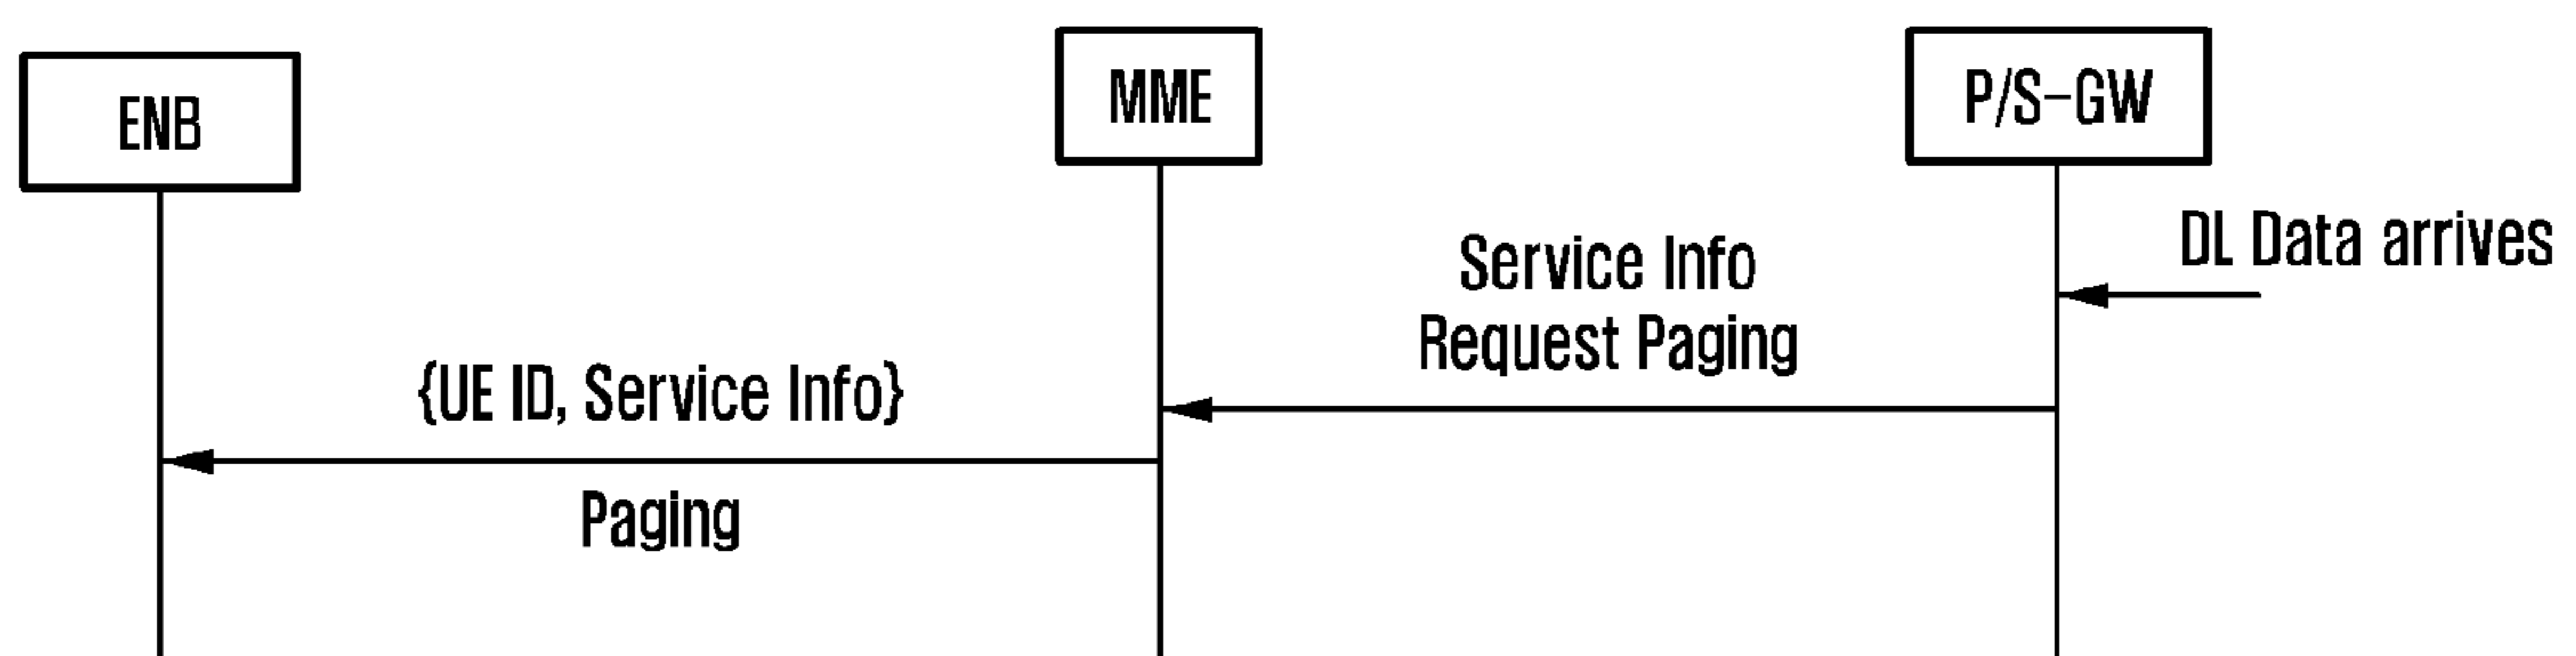 ENB
MME
P/S-GW
DL Data arrives
Service Info
Request Paging
{UE ID, Service Info}
Paging